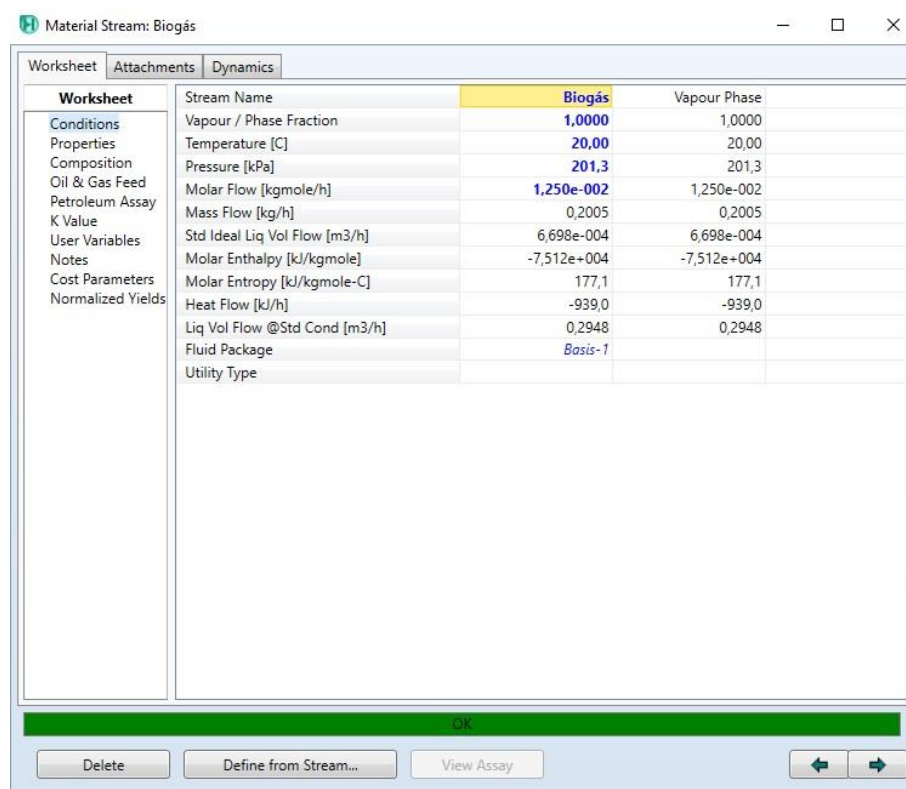 Material Stream: Biogás
Worksheet Attachments Dynamics
Worksheet
Conditions
Properties
Composition
Oil & Gas Feed
Petroleum Assay
K Value
User Variables
Notes
Cost Parameters
Normalized Yields
Stream Name Biogás Vapour Phase
Vapour / Phase Fraction 1,0000 1,0000
Temperature [C] 20,00 20,00
Pressure [kPa] 201,3 201,3
Molar Flow [kgmole/h] 1,250e-002 1,250e-002
Mass Flow [kg/h] 0,2005 0,2005
Std Ideal Liq Vol Flow [m3/h] 6,698e-004 6,698e-004
Molar Enthalpy [kJ/kgmole] -7,512e+004 -7,512e+004
Molar Entropy [kJ/kgmole-C] 177,1 177,1
Heat Flow [kJ/h] -939,0 -939,0
Liq Vol Flow @Std Cond [m3/h] 0,2948 0,2948
Fluid Package Basis-1
Utility Type
OK
Delete Define from Stream... View Assay